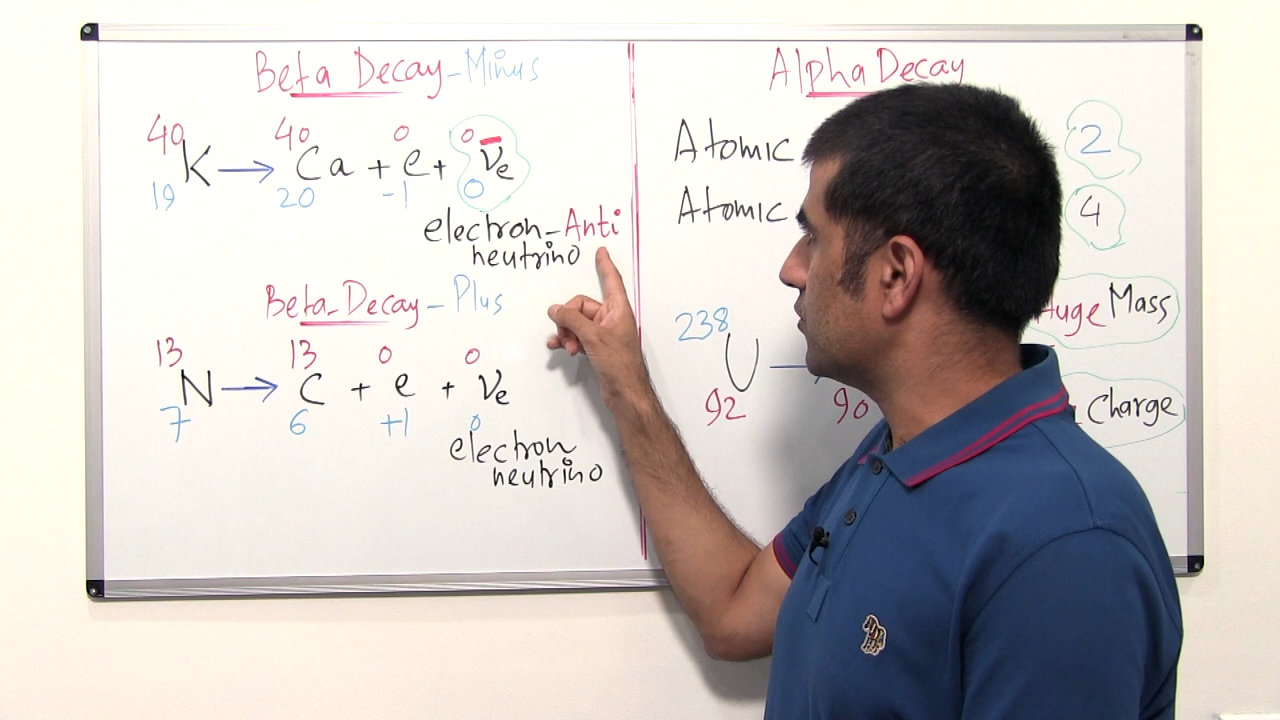 Beta Decay-Minus
40 40 0 0
K → Ca + e + ν̅e
19 20 -1 0
electron-Anti
neutrino
Beta-Decay-Plus
13 13 0 0
N → C + e + νe
7 6 +1 0
electron
neutrino
Alpha Decay
Atomic 2
Atomic 4
Huge Mass
238
U →
92 90
Charge